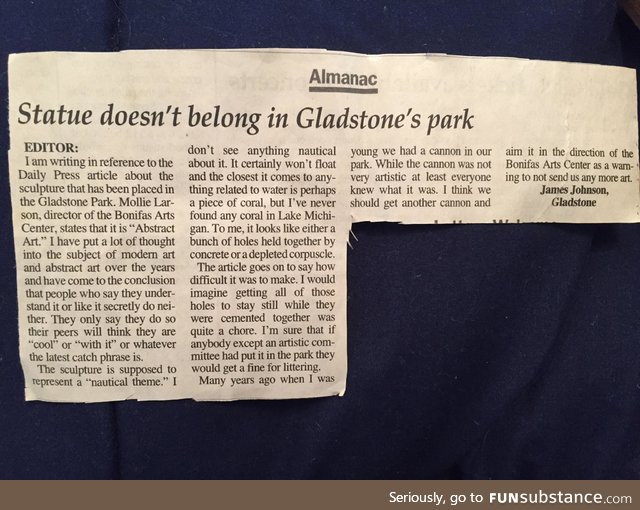 Almanac
Statue doesn't belong in Gladstone's park
EDITOR:
I am writing in reference to the
Daily Press article about the
sculpture that has been placed in
the Gladstone Park. Mollie Lar-
son, director of the Bonifas Arts
Center, states that it is “Abstract
Art.” I have put a lot of thought
into the subject of modern art
and abstract art over the years
and have come to the conclusion
that people who say they under-
stand it or like it secretly do nei-
ther. They only say they do so
their peers will think they are
“cool” or “with it” or whatever
the latest catch phrase is.
The sculpture is supposed to
represent a “nautical theme.” I
don't see anything nautical
about it. It certainly won't float
and the closest it comes to any-
thing related to water is perhaps
a piece of coral, but I've never
found any coral in Lake Michi-
gan. To me, it looks like either a
bunch of holes held together by
concrete or a depleted corpuscle.
The article goes on to say how
difficult it was to make. I would
imagine getting all of those
holes to stay still while they
were cemented together was
quite a chore. I'm sure that if
anybody except an artistic com-
mittee had put it in the park they
would get a fine for littering.
Many years ago when I was
young we had a cannon in our
park. While the cannon was not
very artistic at least everyone
knew what it was. I think we
should get another cannon and
aim it in the direction of the
Bonifas Arts Center as a warn-
ing to not send us any more art.
James Johnson,
Gladstone
Seriously, go to FUNsubstance.com